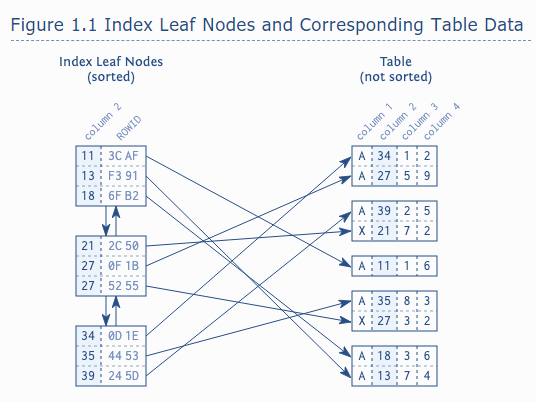 Figure 1.1 Index Leaf Nodes and Corresponding Table Data
Index Leaf Nodes
(sorted)
column 2
ROWID
11 3C AF
13 F3 91
18 6F B2
21 2C 50
27 0F 1B
27 52 55
34 0D 1E
35 44 53
39 24 5D
Table
(not sorted)
column 1
column 2
column 3
column 4
A 34 1 2
A 27 5 9
A 39 2 5
X 21 7 2
A 11 1 6
A 35 8 3
X 27 3 2
A 18 3 6
A 13 7 4